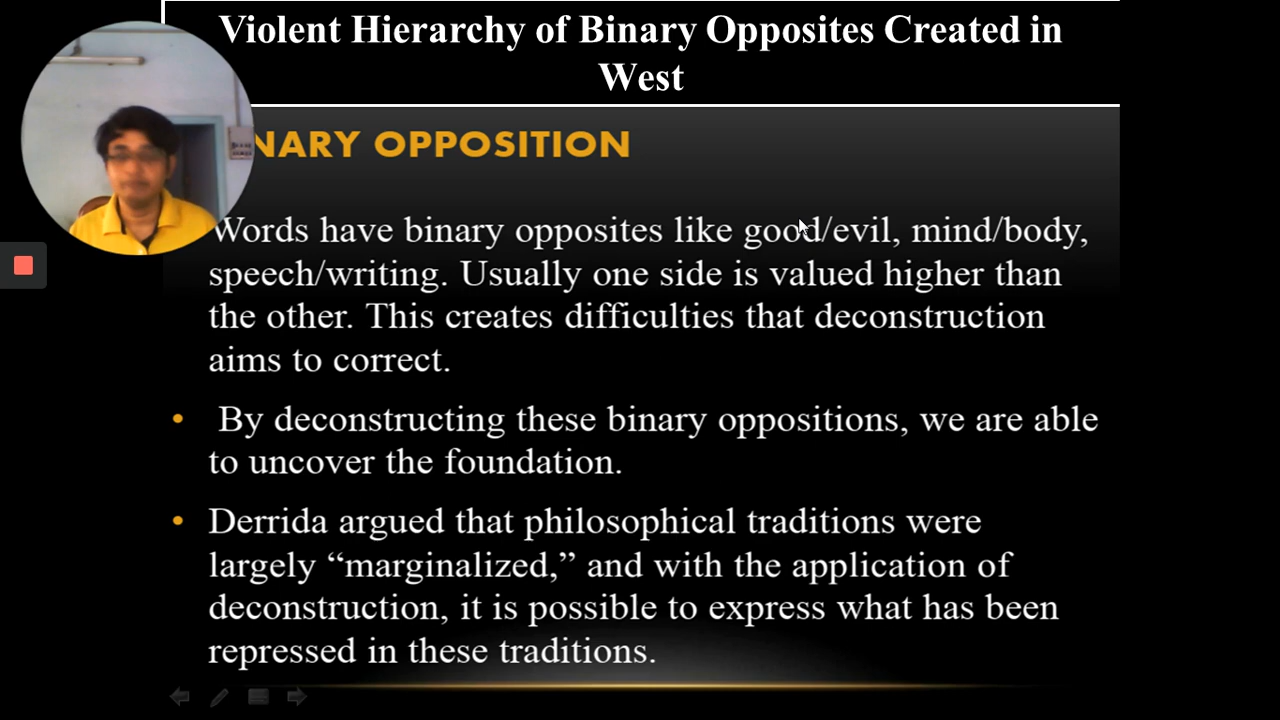 Violent Hierarchy of Binary Opposites Created in
West
NARY OPPOSITION
Words have binary opposites like good/evil, mind/body,
speech/writing. Usually one side is valued higher than
the other. This creates difficulties that deconstruction
aims to correct.
• By deconstructing these binary oppositions, we are able
to uncover the foundation.
• Derrida argued that philosophical traditions were
largely “marginalized,” and with the application of
deconstruction, it is possible to express what has been
repressed in these traditions.